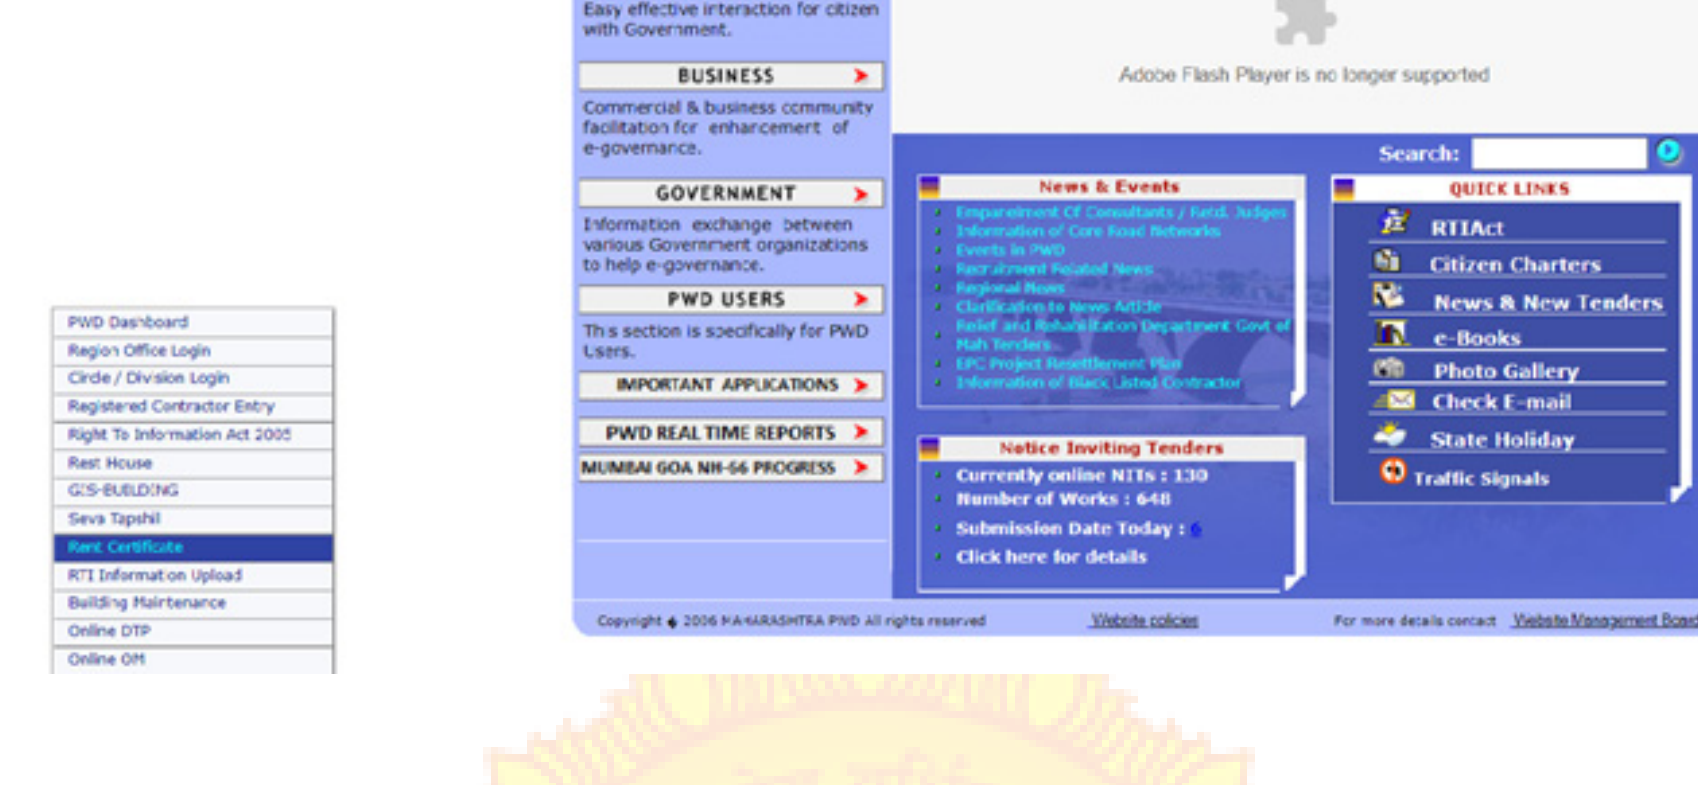 Easy effective interaction for citizen
with Government.
BUSINESS
Commercial & business community
facilitation for enhancement of
e-governance.
GOVERNMENT
Information exchange between
various Government organizations
to help e-governance.
PWD USERS
This section is specifically for PWD
Users.
IMPORTANT APPLICATIONS
PWD REAL TIME REPORTS
MUMBAI GOA NH-66 PROGRESS
Adobe Flash Player is no longer supported
Search:
News & Events
Empanelment Of Consultants / Retd. Judges
Information of Core Road Networks
Events in PWD
Recruitment Related News
Regional News
Clarification to News Article
Relief and Rehabilitation Department Govt of
Mah Tenders
EPC Project Resettlement Plan
Information of Black Listed Contractor
Notice Inviting Tenders
Currently online NITs : 130
Number of Works : 648
Submission Date Today : 6
Click here for details
QUICK LINKS
RTIAct
Citizen Charters
News & New Tenders
e-Books
Photo Gallery
Check E-mail
State Holiday
Traffic Signals
Copyright � 2006 MAHARASHTRA PWD All rights reserved
Website policies
For more details contact Website Management Board
PWD Dashboard
Region Office Login
Circle / Division Login
Registered Contractor Entry
Right To Information Act 2005
Rest House
GIS-BUILDING
Seva Tapshil
Rent Certificate
RTI Information Upload
Building Maintenance
Online DTP
Online OM